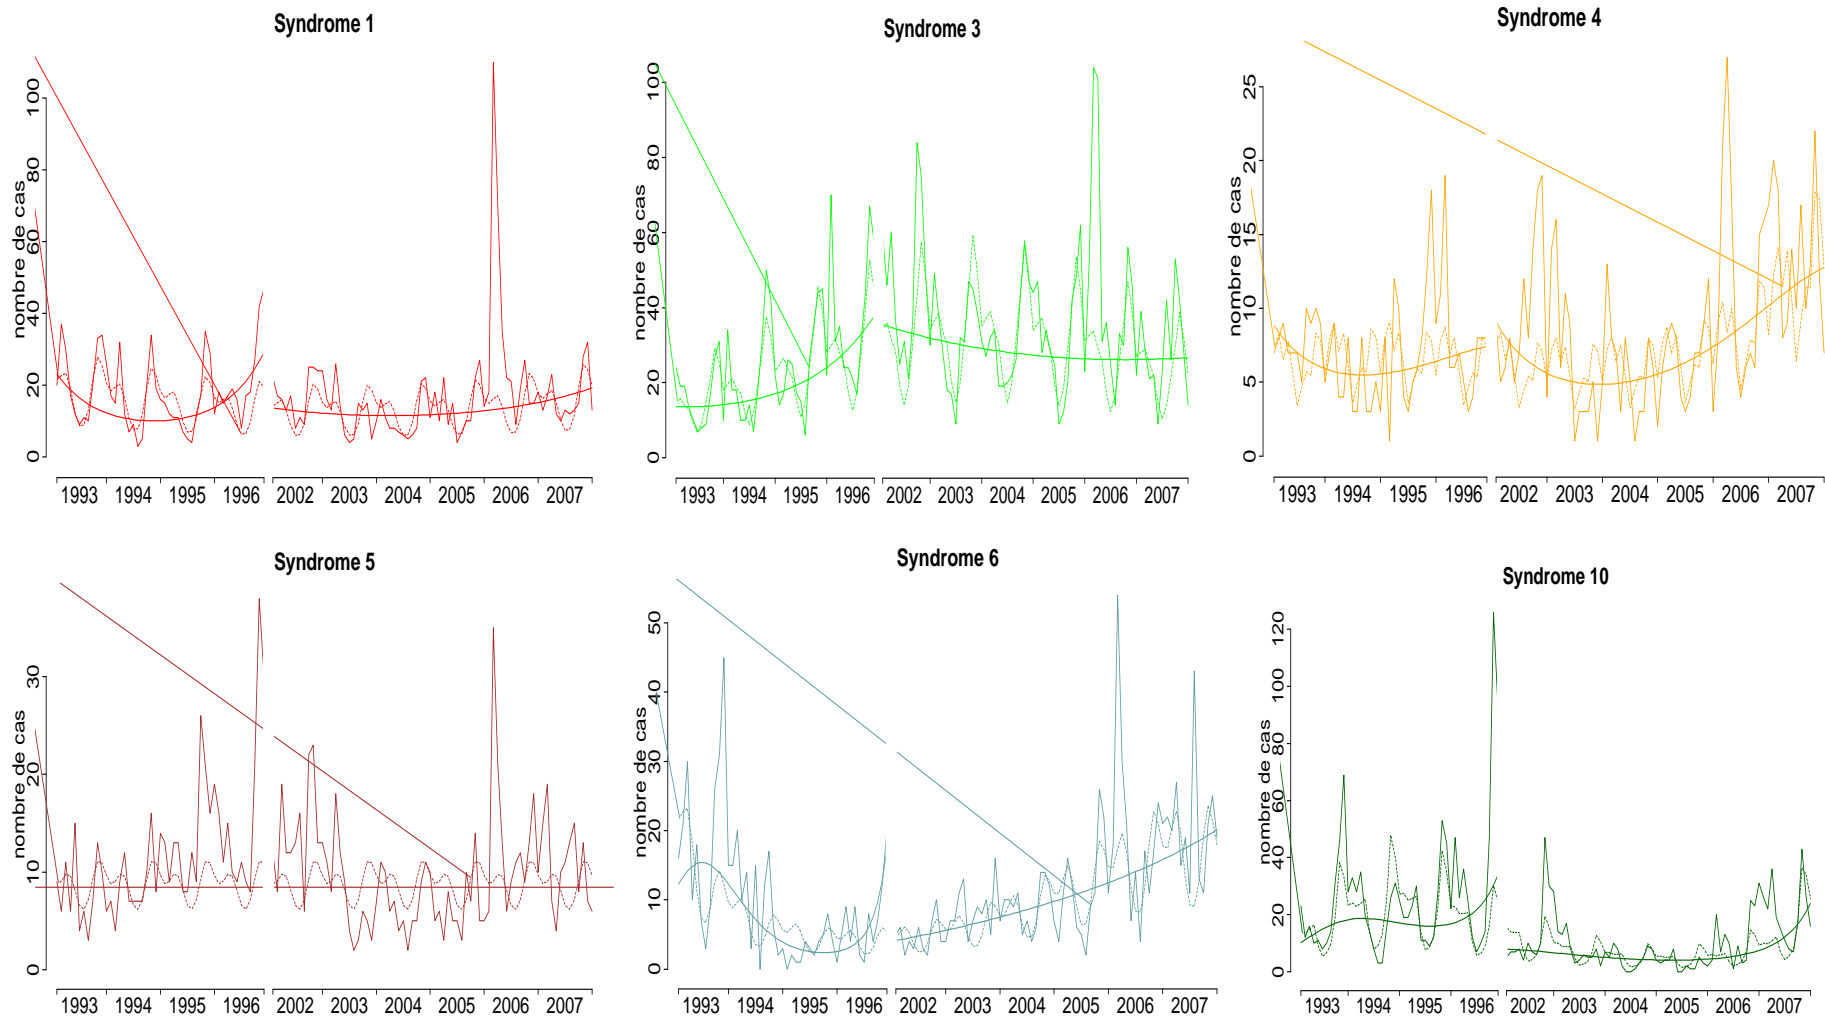 Syndrome 1
nombre de cas
0 20 40 60 80 100
1993 1994 1995 1996 2002 2003 2004 2005 2006 2007
Syndrome 3
nombre de cas
0 20 40 60 80 100
1993 1994 1995 1996 2002 2003 2004 2005 2006 2007
Syndrome 4
nombre de cas
0 5 10 15 20 25
1993 1994 1995 1996 2002 2003 2004 2005 2006 2007
Syndrome 5
nombre de cas
0 10 20 30
1993 1994 1995 1996 2002 2003 2004 2005 2006 2007
Syndrome 6
nombre de cas
0 10 20 30 40 50
1993 1994 1995 1996 2002 2003 2004 2005 2006 2007
Syndrome 10
nombre de cas
0 20 40 60 80 100 120
1993 1994 1995 1996 2002 2003 2004 2005 2006 2007